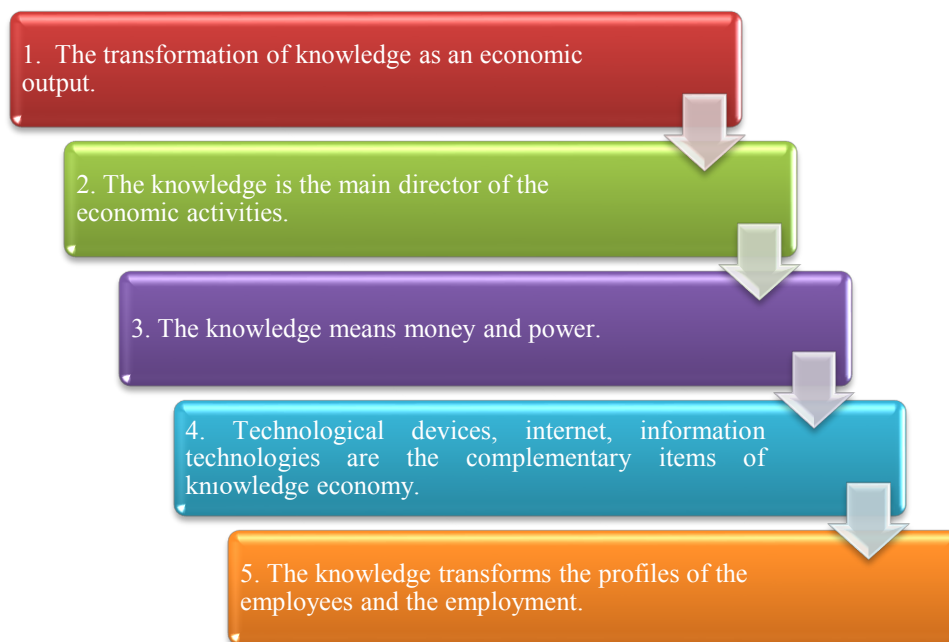 1. The transformation of knowledge as an economic
output.
2. The knowledge is the main director of the
economic activities.
3. The knowledge means money and power.
4. Technological devices, internet, information
technologies are the complementary items of
knowledge economy.
5. The knowledge transforms the profiles of the
employees and the employment.